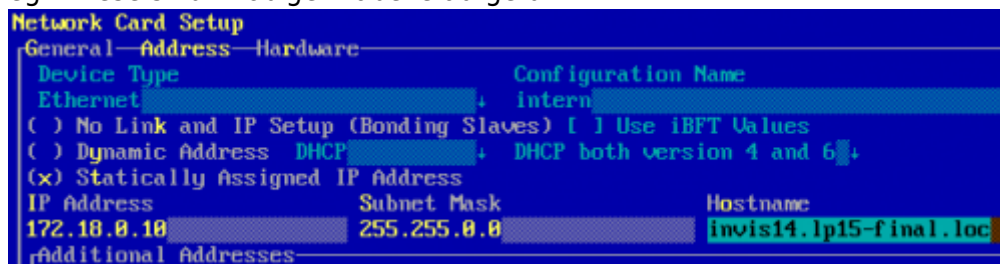 Network Card Setup
General—Address—Hardware
Device Type Configuration Name
Ethernet ↓ intern
( ) No Link and IP Setup (Bonding Slaves) [ ] Use iBFT Values
( ) Dynamic Address DHCP ↓ DHCP both version 4 and 6 ↓
(x) Statically Assigned IP Address
IP Address Subnet Mask Hostname
172.18.0.10 255.255.0.0 invis14.lp15-final.loc
Additional Addresses